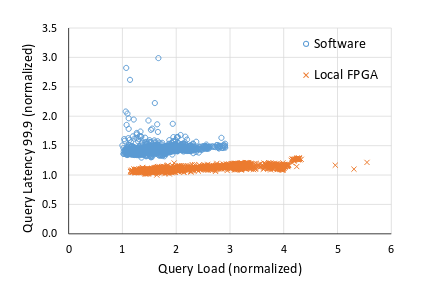 3.5
3.0
2.5
2.0
1.5
1.0
0.5
0.0
Query Latency 99.9 (normalized)
Software
Local FPGA
0 1 2 3 4 5 6
Query Load (normalized)